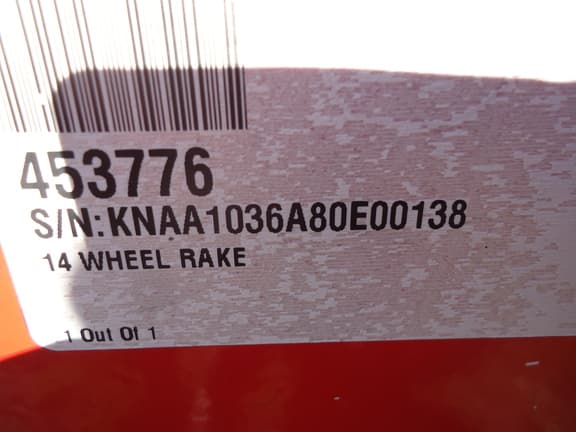 453776
S/N:KNAA1036A80E00138
14 WHEEL RAKE
1 Out Of 1